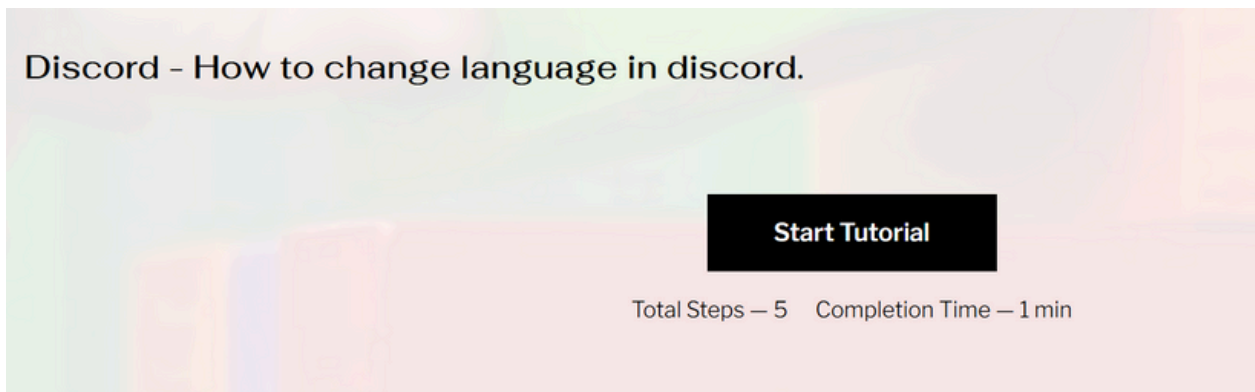 Discord - How to change language in discord.
Start Tutorial
Total Steps — 5 Completion Time — 1 min